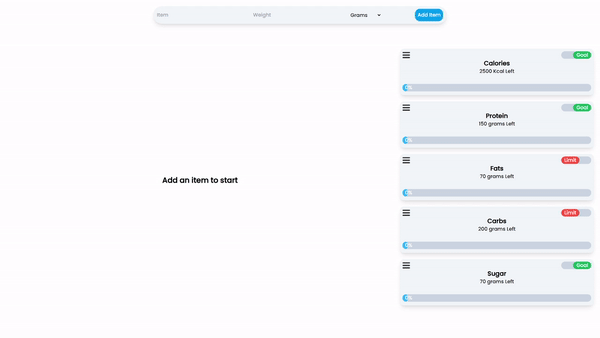 Item Weight Grams Add Item
Goal
Calories
2500 Kcal Left
0%
Goal
Protein
150 grams Left
0%
Add an item to start
Limit
Fats
70 grams Left
0%
Limit
Carbs
200 grams Left
0%
Goal
Sugar
70 grams Left
0%